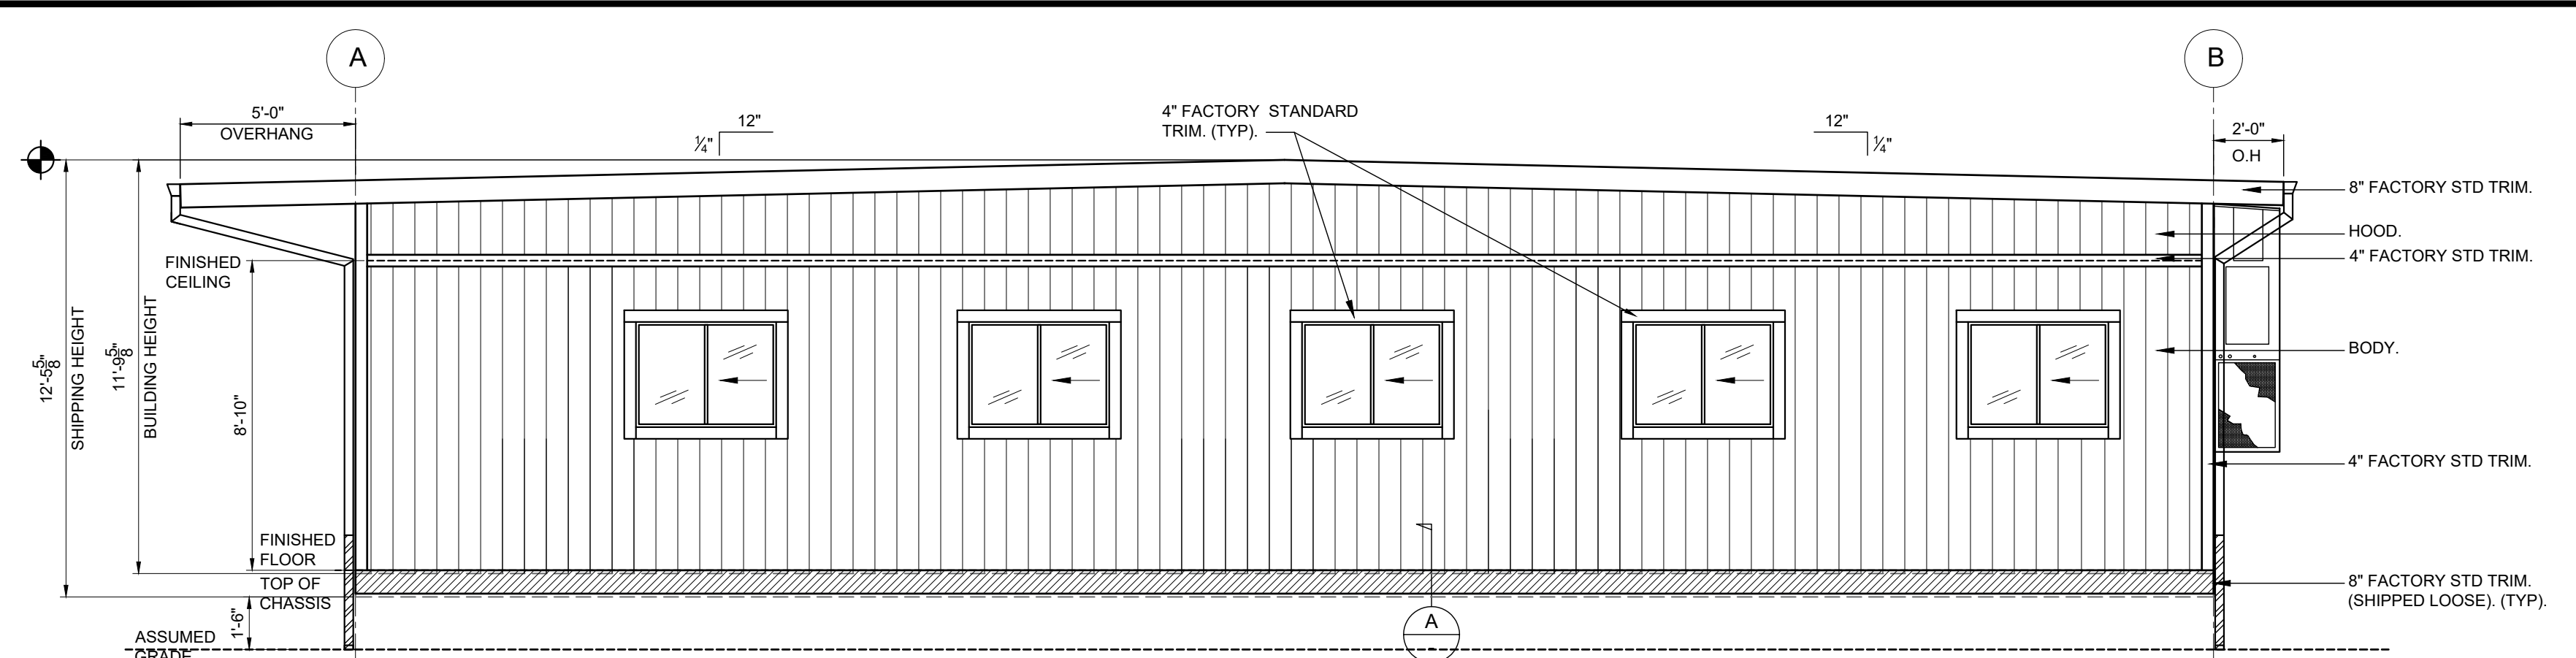 A
B
5'-0"
OVERHANG
12"
¼"
4" FACTORY STANDARD
TRIM. (TYP).
12"
¼"
2'-0"
O.H
8" FACTORY STD TRIM.
HOOD.
4" FACTORY STD TRIM.
FINISHED
CEILING
12'-5⅝"
SHIPPING HEIGHT
11'-9⅝"
BUILDING HEIGHT
8'-10"
BODY.
4" FACTORY STD TRIM.
FINISHED
FLOOR
TOP OF
CHASSIS
8" FACTORY STD TRIM.
(SHIPPED LOOSE). (TYP).
1'-6"
A
ASSUMED
GRADE